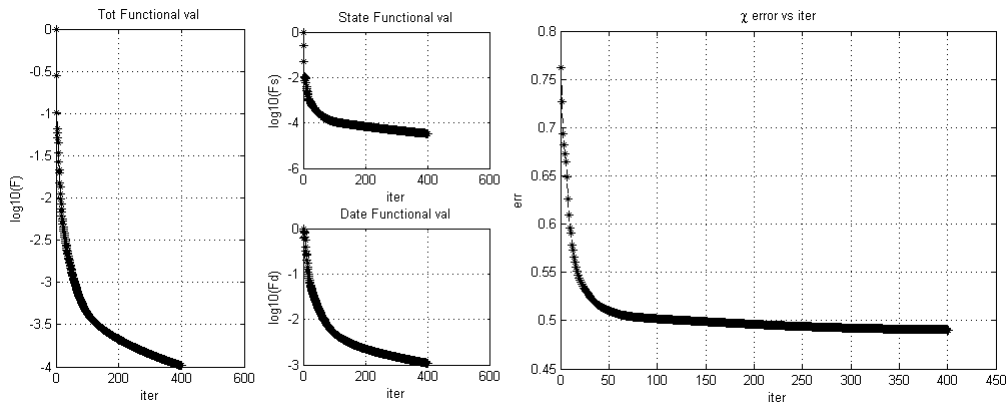 Tot Functional val
0
-0.5
-1
-1.5
-2
-2.5
-3
-3.5
-4
log10(F)
0 200 400 600
iter
State Functional val
0
-2
-4
-6
log10(Fs)
0 200 400 600
iter
Date Functional val
0
-1
-2
-3
log10(Fd)
0 200 400 600
iter
χ error vs iter
0.8
0.75
0.7
0.65
0.6
0.55
0.5
0.45
err
0 50 100 150 200 250 300 350 400 450
iter